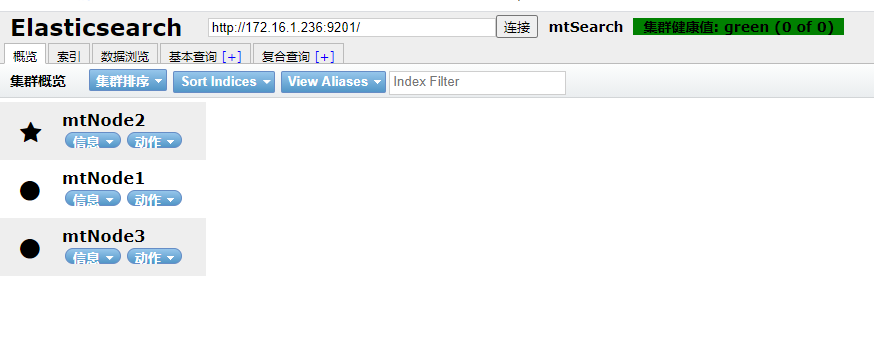 Elasticsearch http://172.16.1.236:9201/ 连接 mtSearch 集群健康值: green (0 of 0)
概览 索引 数据浏览 基本查询 [+] 复合查询 [+]
集群概览 集群排序 Sort Indices View Aliases Index Filter
mtNode2
信息 动作
mtNode1
信息 动作
mtNode3
信息 动作